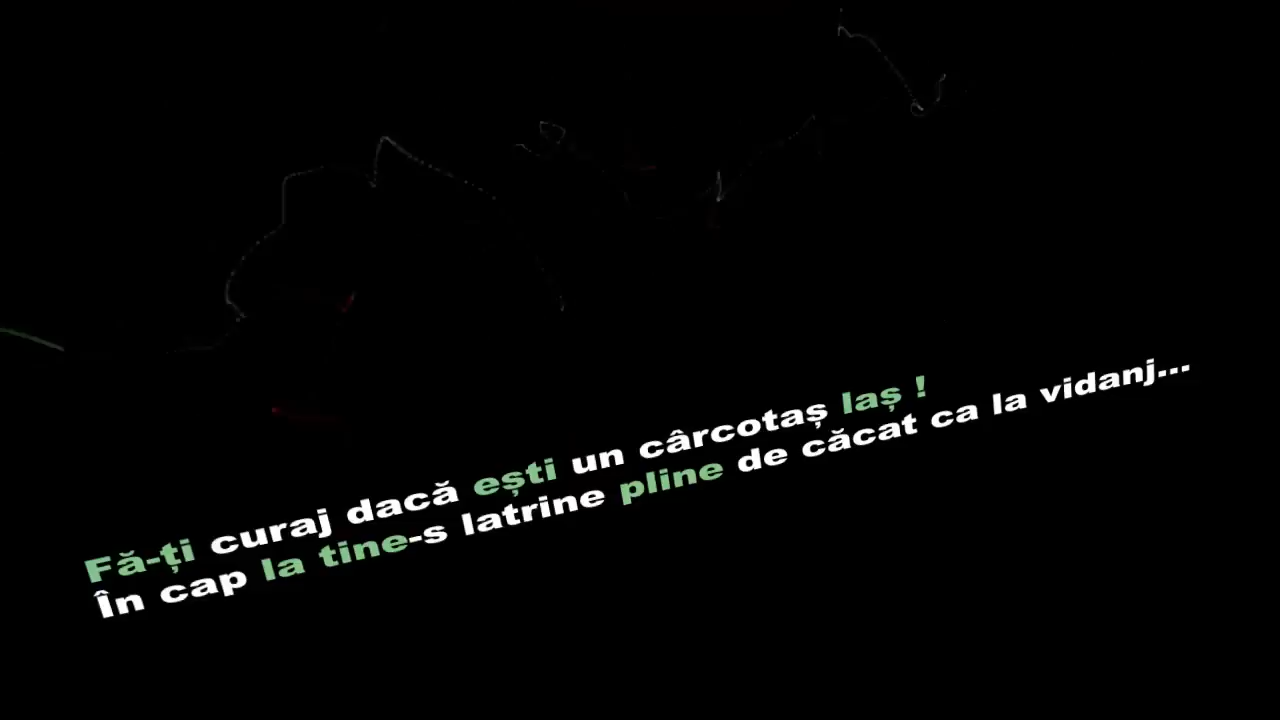 Fă-ți curaj dacă ești un cârcotaș laș !
În cap la tine-s latrine pline de căcat ca la vidanj...